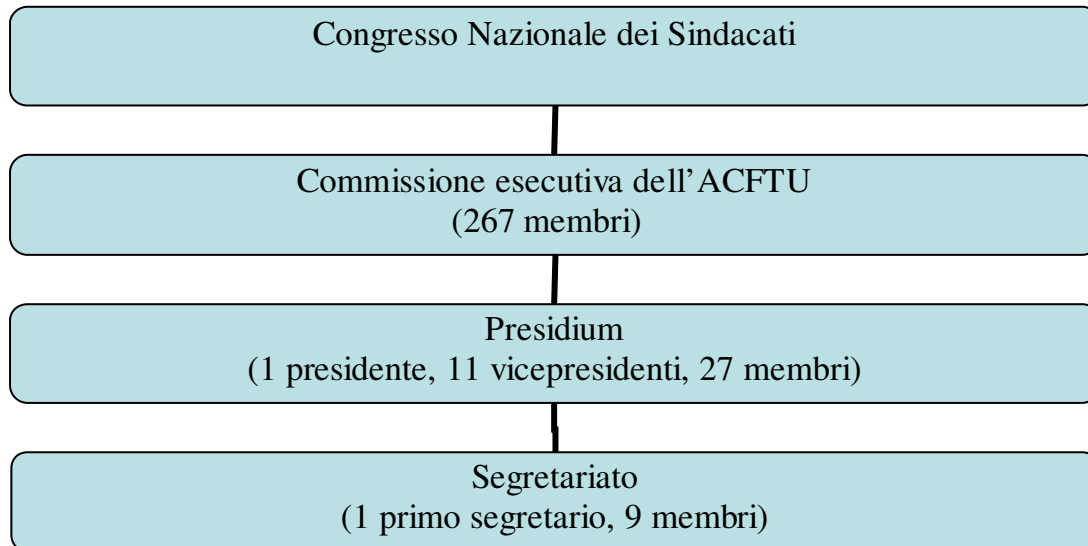 Congresso Nazionale dei Sindacati
Commissione esecutiva dell’ACFTU
(267 membri)
Presidium
(1 presidente, 11 vicepresidenti, 27 membri)
Segretariato
(1 primo segretario, 9 membri)